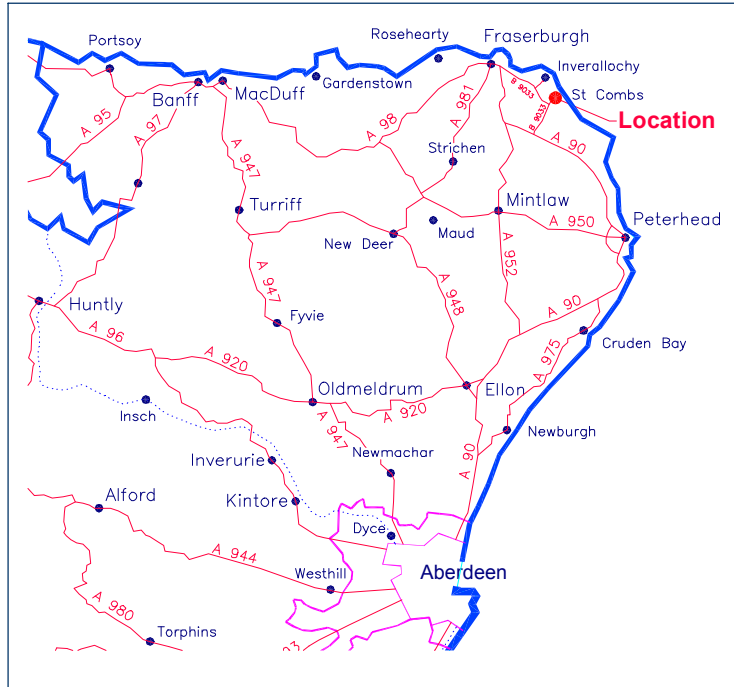 Rosehearty
Fraserburgh
Portsoy
Inverallochy
Gardenstown
MacDuff
Banff
St Combs
B 9033
B 9033
A 981
Location
A 95
A 97
A 98
Strichen
A 90
A 947
Mintlaw
Turriff
Maud
A 950
Peterhead
New Deer
A 952
A 947
A 948
A 90
Huntly
Fyvie
A 96
A 975
Cruden Bay
A 920
Oldmeldrum
Ellon
A 920
Insch
A 947
Newburgh
Newmachar
Inverurie
A 90
Alford
Kintore
Dyce
A 944
Westhill
Aberdeen
A 980
Torphins
93